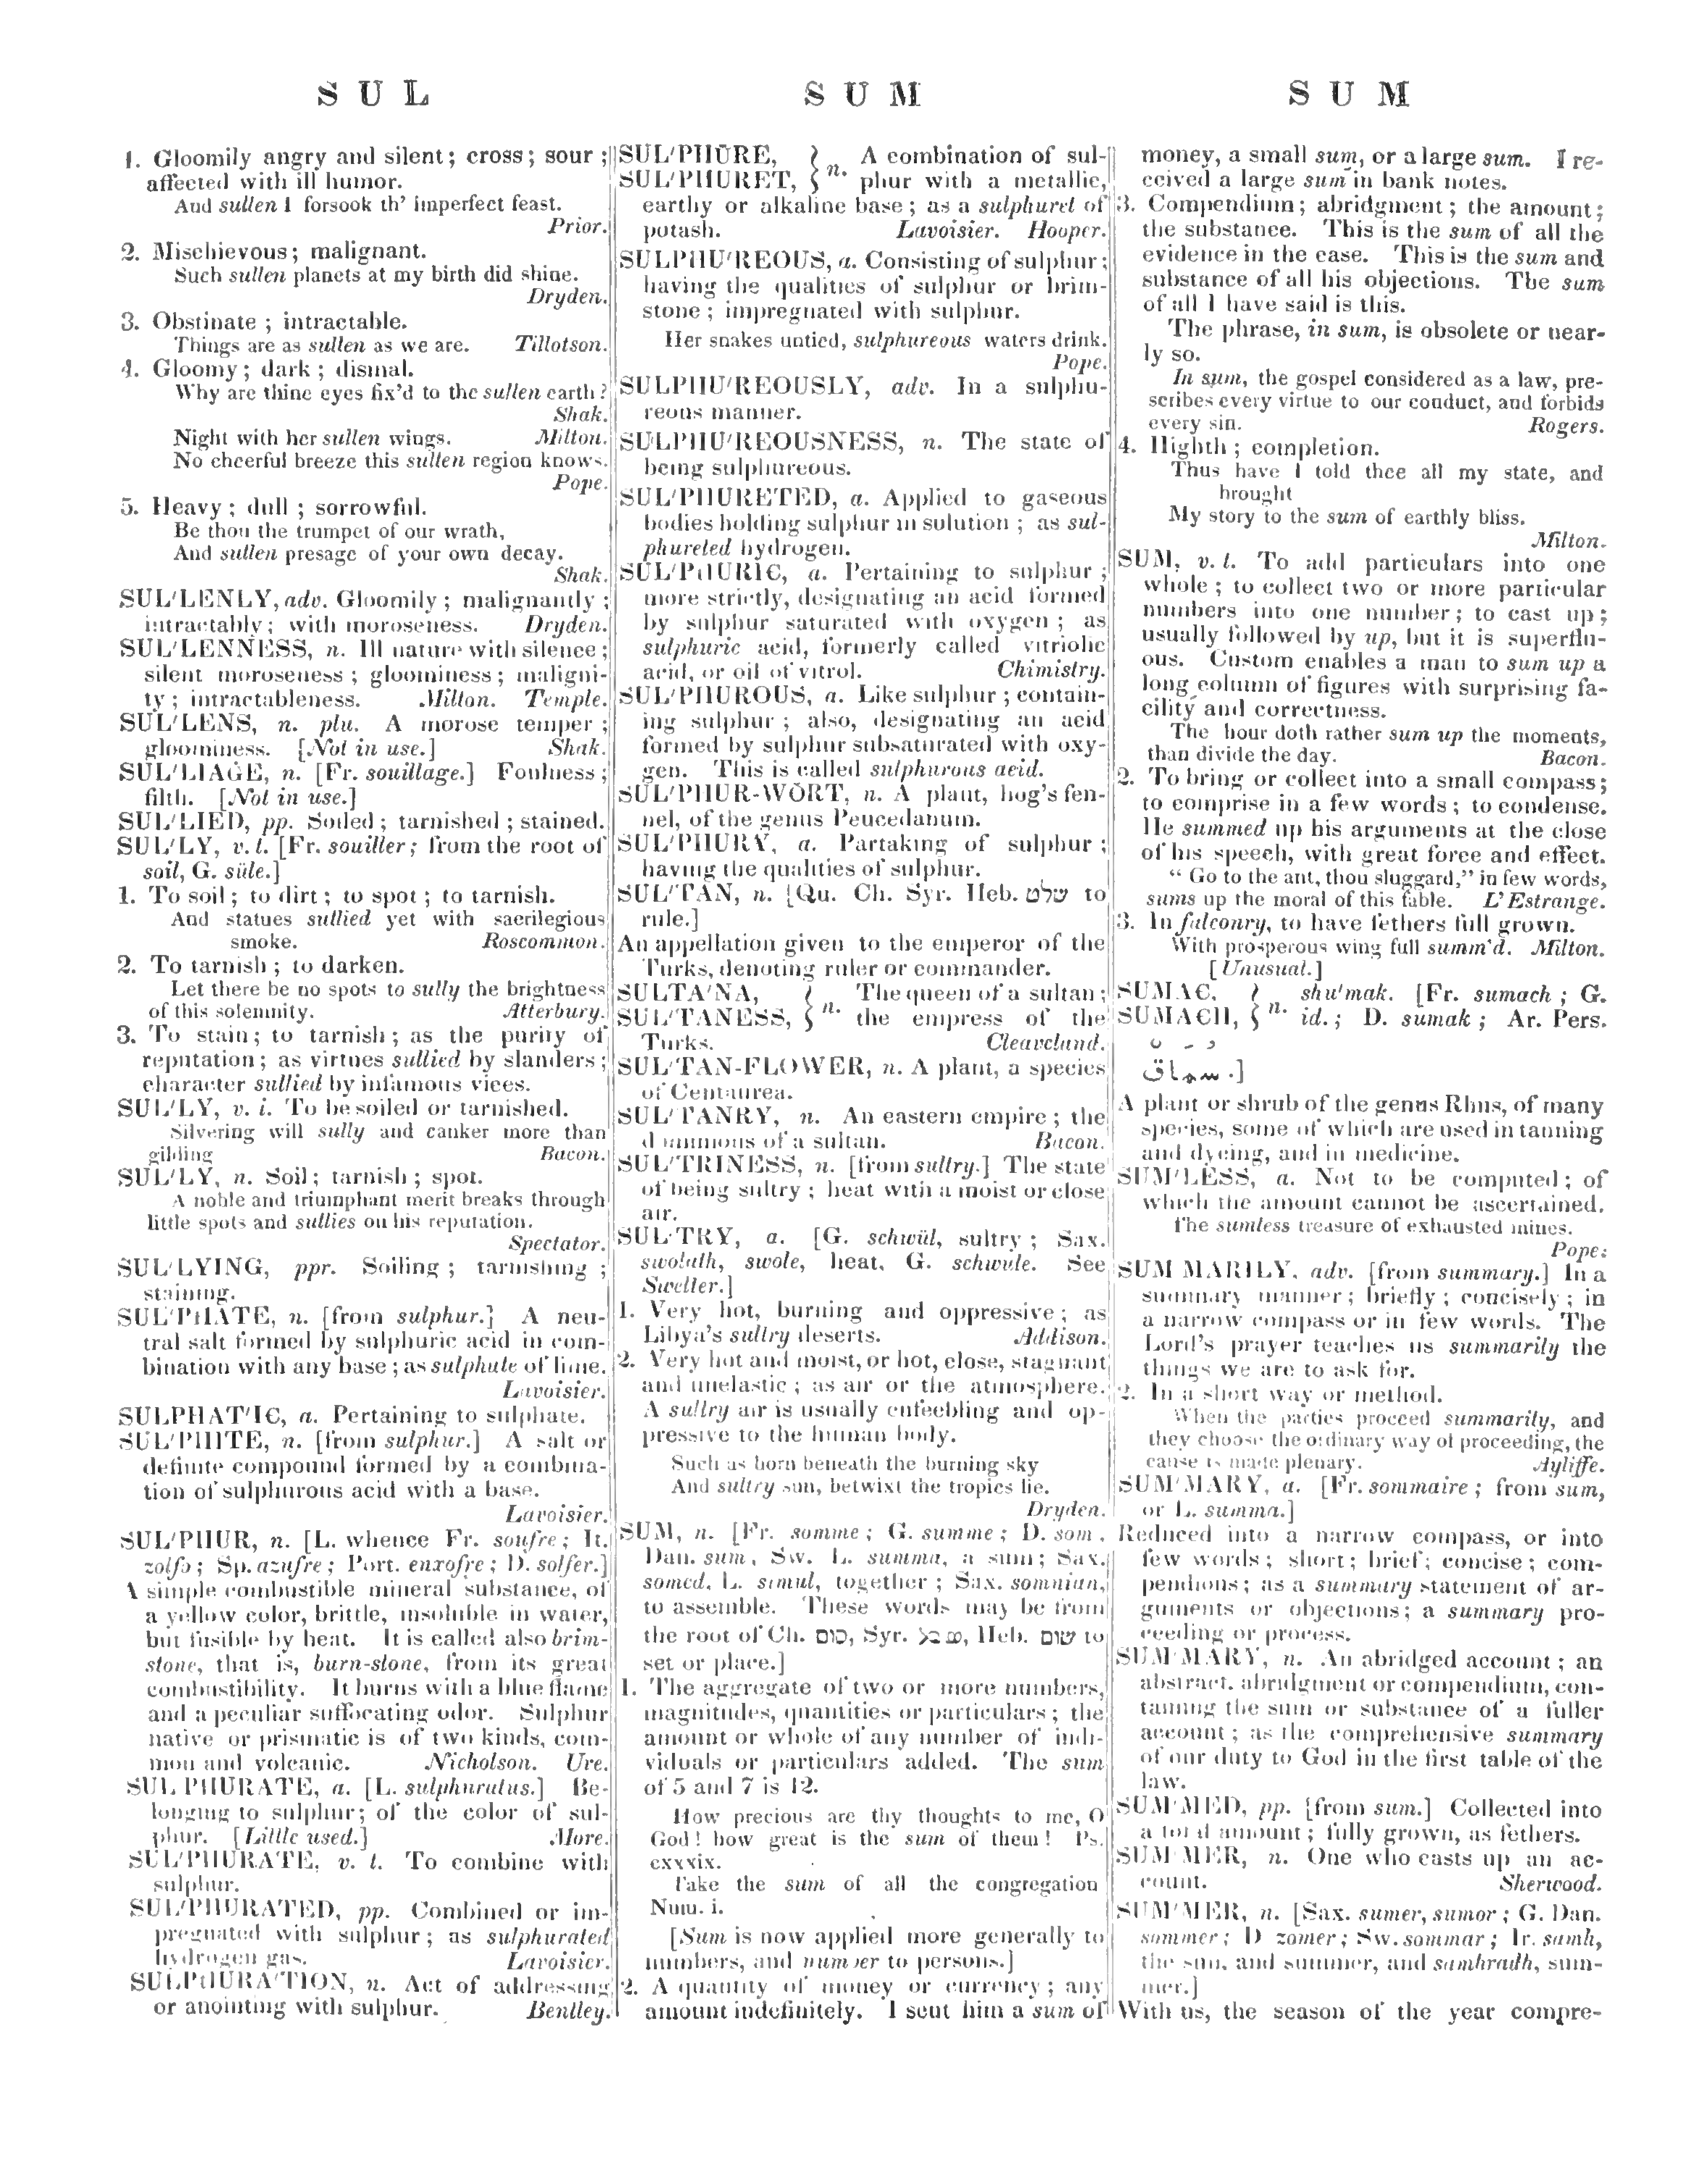 SUL
SUM
SUM
1. Gloomily angry and silent; cross; sour;
affected with ill humor.
And sullen I forsook th' imperfect feast.
Prior.
2. Mischievous; malignant.
Such sullen planets at my birth did shine.
Dryden.
3. Obstinate; intractable.
Things are as sullen as we are. Tillotson.
4. Gloomy; dark; dismal.
Why are thine eyes fix'd to the sullen earth?
Shak.
Night with her sullen wings. Milton.
No cheerful breeze this sullen region knows.
Pope.
5. Heavy; dull; sorrowful.
Be thou the trumpet of our wrath,
And sullen presage of your own decay.
Shak.
SUL'LENLY, adv. Gloomily; malignantly;
intractably; with moroseness. Dryden.
SUL'LENNESS, n. Ill nature with silence;
silent moroseness; gloominess; maligni-
ty; intractableness. Milton. Temple.
SUL'LENS, n. plu. A morose temper;
gloominess. [Not in use.] Shak.
SUL'LIAGE, n. [Fr. souillage.] Foulness;
filth. [Not in use.]
SUL'LIED, pp. Soiled; tarnished; stained.
SUL'LY, v. t. [Fr. souiller; from the root of
soil, G. süle.]
1. To soil; to dirt; to spot; to tarnish.
And statues sullied yet with sacrilegious
smoke. Roscommon.
2. To tarnish; to darken.
Let there be no spots to sully the brightness
of this solemnity. Atterbury.
3. To stain; to tarnish; as the purity of
reputation; as virtues sullied by slanders;
character sullied by infamous vices.
SUL'LY, v. i. To be soiled or tarnished.
Silvering will sully and canker more than
gilding Bacon.
SUL'LY, n. Soil; tarnish; spot.
A noble and triumphant merit breaks through
little spots and sullies on his reputation.
Spectator.
SUL'LYING, ppr. Soiling; tarnishing;
staining.
SUL'PHATE, n. [from sulphur.] A neu-
tral salt formed by sulphuric acid in com-
bination with any base; as sulphate of lime.
Lavoisier.
SULPHAT'IC, a. Pertaining to sulphate.
SUL'PHITE, n. [from sulphur.] A salt or
definite compound formed by a combina-
tion of sulphurous acid with a base.
Lavoisier.
SUL'PHUR, n. [L. whence Fr. soufre; It.
zolfo; Sp. azufre; Port. enxofre; D. solfer.]
A simple combustible mineral substance, of
a yellow color, brittle, insoluble in water,
but fusible by heat. It is called also brim-
stone, that is, burn-stone, from its great
combustibility. It burns with a blue flame
and a peculiar suffocating odor. Sulphur
native or prismatic is of two kinds, com-
mon and volcanic. Nicholson. Ure.
SUL'PHURATE, a. [L. sulphuratus.] Be-
longing to sulphur; of the color of sul-
phur. [Little used.] More.
SUL'PHURATE, v. t. To combine with
sulphur.
SUL'PHURATED, pp. Combined or im-
pregnated with sulphur; as sulphurated
hydrogen gas. Lavoisier.
SULPHURA'TION, n. Act of addressing
or anointing with sulphur. Bentley.
SUL'PHURE,
SUL'PHURET, } n. A combination of sul-
phur with a metallic,
earthy or alkaline base; as a sulphuret of
potash. Lavoisier. Hooper.
SULPHU'REOUS, a. Consisting of sulphur;
having the qualities of sulphur or brim-
stone; impregnated with sulphur.
Her snakes untied, sulphureous waters drink.
Pope.
SULPHU'REOUSLY, adv. In a sulphu-
reous manner.
SULPHU'REOUSNESS, n. The state of
being sulphureous.
SUL'PHURETED, a. Applied to gaseous
bodies holding sulphur in solution; as sul-
phureted hydrogen.
SUL'PHURIC, a. Pertaining to sulphur;
more strictly, designating an acid formed
by sulphur saturated with oxygen; as
sulphuric acid, formerly called vitriolic
acid, or oil of vitrol. Chimistry.
SUL'PHUROUS, a. Like sulphur; contain-
ing sulphur; also, designating an acid
formed by sulphur subsaturated with oxy-
gen. This is called sulphurous acid.
SUL'PHUR-WORT, n. A plant, hog's fen-
nel, of the genus Peucedanum.
SUL'PHURY, a. Partaking of sulphur;
having the qualities of sulphur.
SUL'TAN, n. [Qu. Ch. Syr. Heb. שלט to
rule.]
An appellation given to the emperor of the
Turks, denoting ruler or commander.
SULTA'NA,
SUL'TANESS, } n. The queen of a sultan;
the empress of the
Turks. Cleaveland.
SUL'TAN-FLOWER, n. A plant, a species
of Centaurea.
SUL'TANRY, n. An eastern empire; the
dominions of a sultan. Bacon.
SUL'TRINESS, n. [from sultry.] The state
of being sultry; heat with a moist or close
air.
SUL'TRY, a. [G. schwül, sultry; Sax.
swolath, swole, heat, G. schwüle. See
Swelter.]
1. Very hot, burning and oppressive; as
Libya's sultry deserts. Addison.
2. Very hot and moist, or hot, close, stagnant
and unelastic; as air or the atmosphere.
A sultry air is usually enfeebling and op-
pressive to the human body.
Such as born beneath the burning sky
And sultry sun, betwixt the tropics lie.
Dryden.
SUM, n. [Fr. somme; G. summe; D. som,
Dan. sum, Sw. L. summa, a sum; Sax.
somed, L. simul, together; Sax. somnian,
to assemble. These words may be from
the root of Ch. סום, Syr. Heb. שום to
set or place.]
1. The aggregate of two or more numbers,
magnitudes, quantities or particulars; the
amount or whole of any number of indi-
viduals or particulars added. The sum
of 5 and 7 is 12.
How precious are thy thoughts to me, O
God! how great is the sum of them! Ps.
cxxxix.
Take the sum of all the congregation
Num. i.
[Sum is now applied more generally to
numbers, and number to persons.]
2. A quantity of money or currency; any
amount indefinitely. I sent him a sum of
money, a small sum, or a large sum. I re-
ceived a large sum in bank notes.
3. Compendium; abridgment; the amount;
the substance. This is the sum of all the
evidence in the case. This is the sum and
substance of all his objections. The sum
of all I have said is this.
The phrase, in sum, is obsolete or near-
ly so.
In sum, the gospel considered as a law, pre-
scribes every virtue to our conduct, and forbids
every sin. Rogers.
4. Highth; completion.
Thus have I told thee all my state, and
brought
My story to the sum of earthly bliss.
Milton.
SUM, v. t. To add particulars into one
whole; to collect two or more particular
numbers into one number; to cast up;
usually followed by up, but it is superflu-
ous. Custom enables a man to sum up a
long column of figures with surprising fa-
cility and correctness.
The hour doth rather sum up the moments,
than divide the day. Bacon.
2. To bring or collect into a small compass;
to comprise in a few words; to condense.
He summed up his arguments at the close
of his speech, with great force and effect.
"Go to the ant, thou sluggard," in few words,
sums up the moral of this fable. L'Estrange.
3. In falconry, to have fethers full grown.
With prosperous wing full summ'd. Milton.
[Unusual.]
SUMAC,
SUMACH, } n. shu'mak. [Fr. sumach; G.
id.; D. sumak; Ar. Pers.
سماق.]
A plant or shrub of the genus Rhus, of many
species, some of which are used in tanning
and dyeing, and in medicine.
SUM'LESS, a. Not to be computed; of
which the amount cannot be ascertained.
The sumless treasure of exhausted mines.
Pope.
SUM'MARILY, adv. [from summary.] In a
summary manner; briefly; concisely; in
a narrow compass or in few words. The
Lord's prayer teaches us summarily the
things we are to ask for.
2. In a short way or method.
When the parties proceed summarily, and
they choose the ordinary way of proceeding, the
cause is made plenary. Ayliffe.
SUM'MARY, a. [Fr. sommaire; from sum,
or L. summa.]
Reduced into a narrow compass, or into
few words; short; brief; concise; com-
pendious; as a summary statement of ar-
guments or objections; a summary pro-
ceeding or process.
SUM'MARY, n. An abridged account; an
abstract, abridgment or compendium, con-
taining the sum or substance of a fuller
account; as the comprehensive summary
of our duty to God in the first table of the
law.
SUM'MED, pp. [from sum.] Collected into
a total amount; fully grown, as fethers.
SUM'MER, n. One who casts up an ac-
count. Sherwood.
SUM'MER, n. [Sax. sumer, sumor; G. Dan.
sommer; D zomer; Sw. sommar; Ir. samh,
the sun, and summer, and samhradh, sum-
mer.]
With us, the season of the year compre-